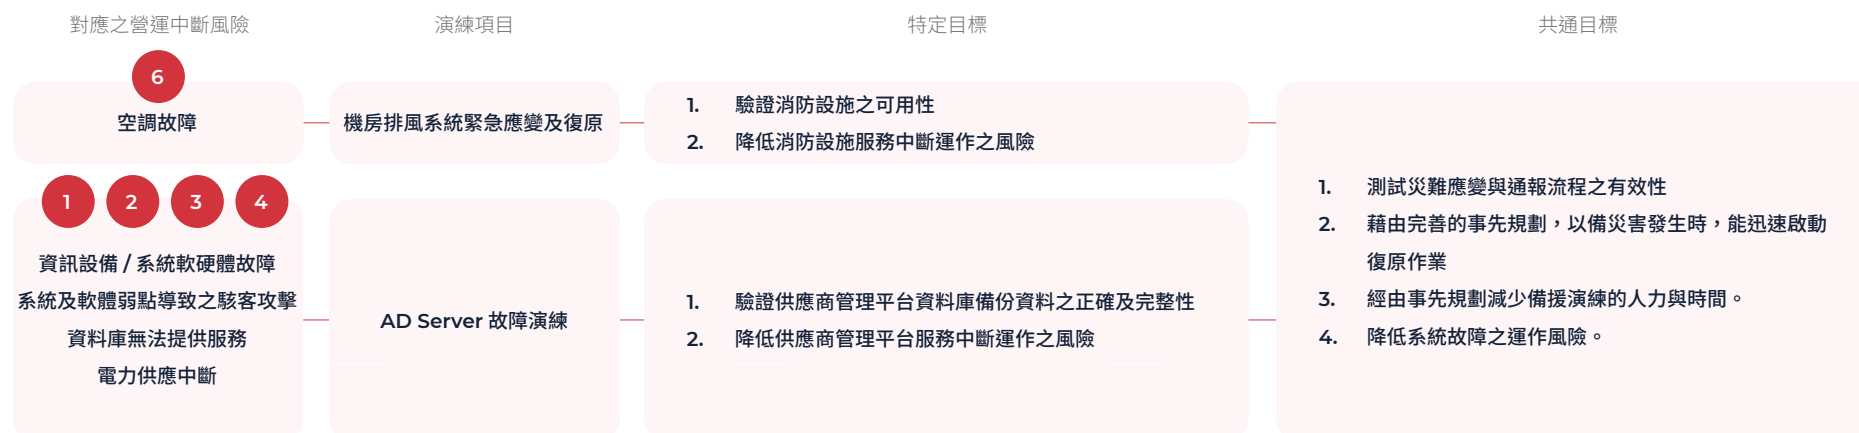 對應之營運中斷風險
演練項目
特定目標
共通目標
6
空調故障
機房排風系統緊急應變及復原
1. 驗證消防設施之可用性
2. 降低消防設施服務中斷運作之風險
1 2 3 4
資訊設備 / 系統軟硬體故障
系統及軟體弱點導致之駭客攻擊
資料庫無法提供服務
電力供應中斷
AD Server 故障演練
1. 驗證供應商管理平台資料庫備份資料之正確及完整性
2. 降低供應商管理平台服務中斷運作之風險
1. 測試災難應變與通報流程之有效性
2. 藉由完善的事先規劃，以備災害發生時，能迅速啟動
復原作業
3. 經由事先規劃減少備援演練的人力與時間。
4. 降低系統故障之運作風險。